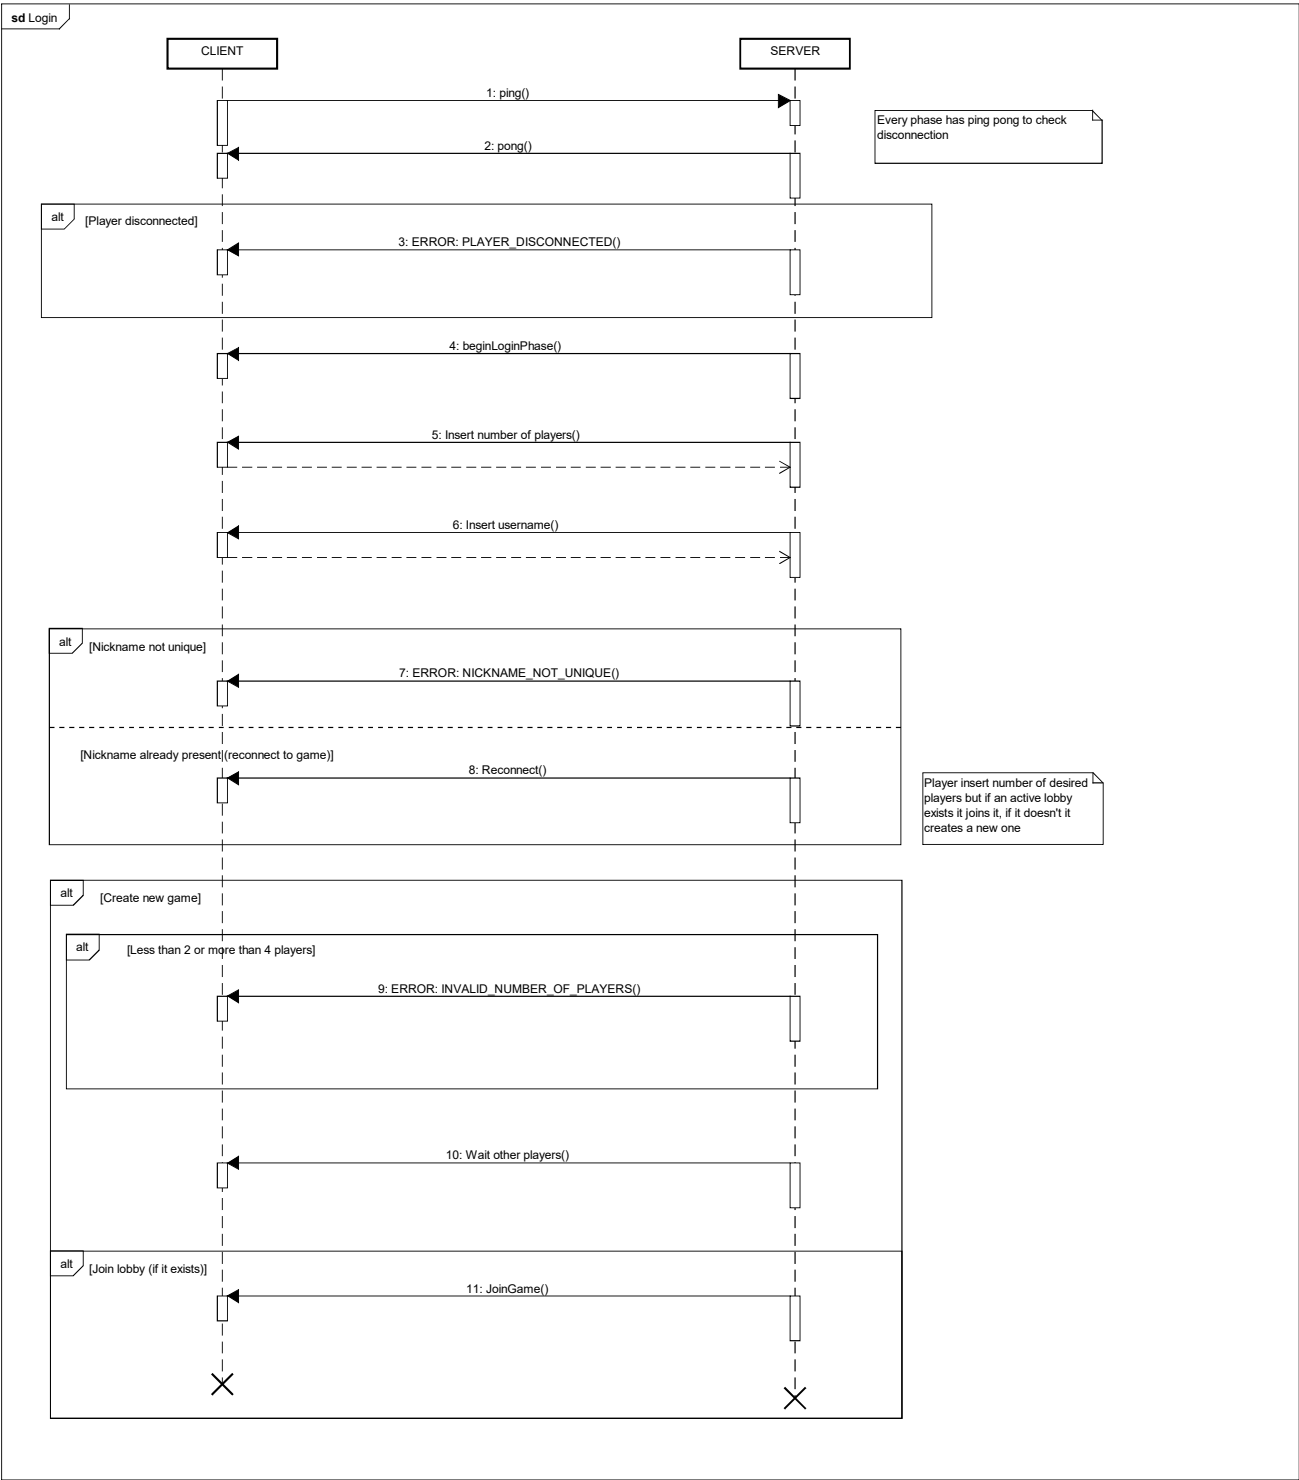 sd Login
CLIENT
SERVER
1: ping()
Every phase has ping pong to check
disconnection
2: pong()
alt
[Player disconnected]
3: ERROR: PLAYER_DISCONNECTED()
4: beginLoginPhase()
5: Insert number of players()
6: Insert username()
alt
[Nickname not unique]
7: ERROR: NICKNAME_NOT_UNIQUE()
[Nickname already present (reconnect to game)]
8: Reconnect()
Player insert number of desired
players but if an active lobby
exists it joins it, if it doesn't it
creates a new one
alt
[Create new game]
alt
[Less than 2 or more than 4 players]
9: ERROR: INVALID_NUMBER_OF_PLAYERS()
10: Wait other players()
alt
[Join lobby (if it exists)]
11: JoinGame()